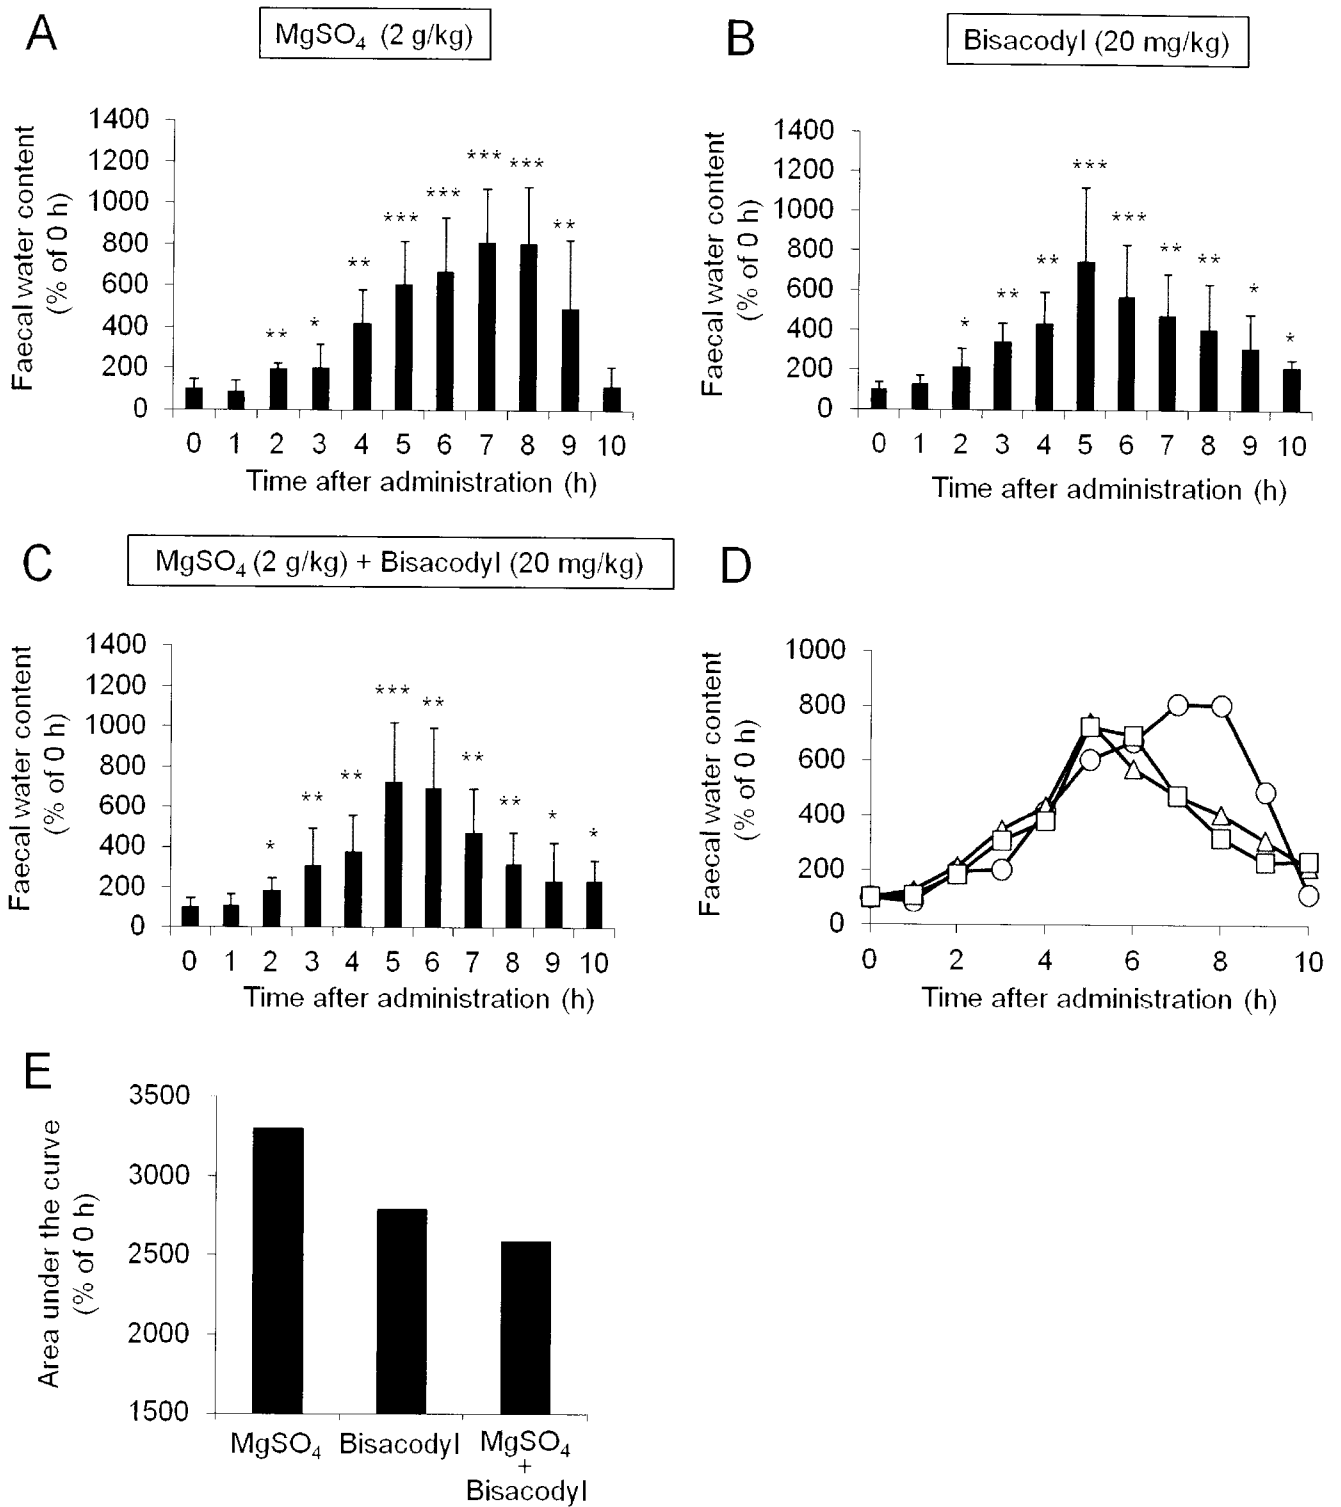 A
MgSO4 (2 g/kg)
Faecal water content
(% of 0 h)
1400
1200
1000
800
600
400
200
0
** * ** *** *** *** *** **
0 1 2 3 4 5 6 7 8 9 10
Time after administration (h)
B
Bisacodyl (20 mg/kg)
Faecal water content
(% of 0 h)
1400
1200
1000
800
600
400
200
0
* ** ** *** *** ** ** * *
0 1 2 3 4 5 6 7 8 9 10
Time after administration (h)
C
MgSO4 (2 g/kg) + Bisacodyl (20 mg/kg)
Faecal water content
(% of 0 h)
1400
1200
1000
800
600
400
200
0
* ** ** *** ** ** ** * *
0 1 2 3 4 5 6 7 8 9 10
Time after administration (h)
D
Faecal water content
(% of 0 h)
1000
800
600
400
200
0
0 2 4 6 8 10
Time after administration (h)
E
Area under the curve
(% of 0 h)
3500
3000
2500
2000
1500
MgSO4 Bisacodyl MgSO4
+
Bisacodyl